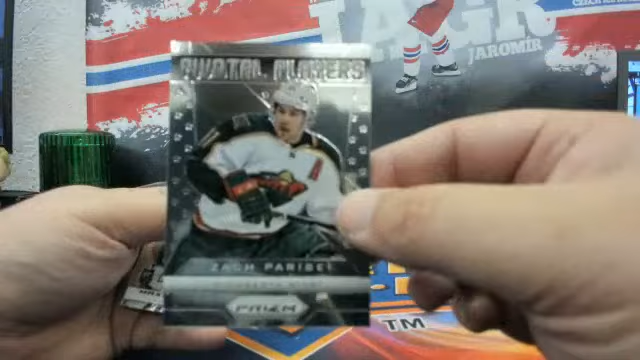 JAGR
JAROMÍR
PIVOTAL PLAYERS
ZACH PARISE
PRIZM
TM